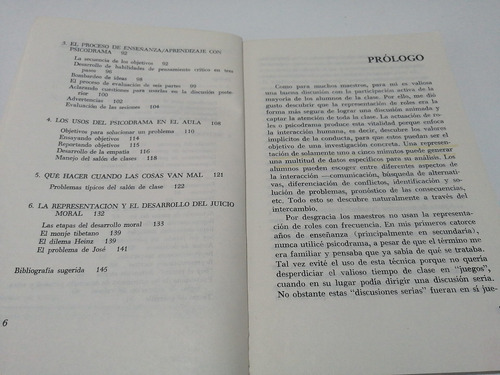 3. EL PROCESO DE ENSEÑANZA/APRENDIZAJE CON
PSICODRAMA 92
La secuencia de los objetivos 92
Desarrollo de habilidades de pensamiento crítico en seis
pasos 96
Bombardeo de ideas 98
El proceso de evaluación de seis partes 99
Aclarando cuestiones para usarlas en la discusión poste-
rior 100
Advertencias 102
Evaluación de las sesiones 104
4. LOS USOS DEL PSICODRAMA EN EL AULA 108
Objetivos para solucionar un problema 110
Ensayando objetivos 114
Reportando objetivos 115
Desarrollo de la empatía 116
Manejo del salón de clases 118
5. QUE HACER CUANDO LAS COSAS VAN MAL 121
Problemas típicos del salón de clase 122
6. LA REPRESENTACION Y EL DESARROLLO DEL JUICIO
MORAL 132
Las etapas del desarrollo moral 133
El monje tibetano 139
El dilema Heinz 139
El problema de José 141
Bibliografía sugerida 145
6
PRÓLOGO
Como para muchos maestros, para mí es valiosa
una buena discusión con la participación activa de la
mayoría de los alumnos de la clase. Por ello, me dio
gusto descubrir que la representación de roles era la
forma más segura de lograr una discusión animada y
captar la atención de toda la clase. La actuación de ro-
les o psicodrama produce esta vitalidad porque enfoca
la interacción humana, es decir, descubre los valores
implícitos de la conducta, para que éstos puedan ser el
objetivo de una investigación concreta. Una represen-
tación de solamente uno a cinco minutos puede generar
una multitud de datos específicos para su análisis. Los
alumnos pueden escoger entre diferentes aspectos de
la interacción —comunicación, búsqueda de alternati-
vas, diferenciación de conflictos, identificación y so-
lución de problemas, pronóstico de las consecuencias,
etc. Todo esto se descubre naturalmente a través del
intercambio.
Por desgracia los maestros no usan la representa-
ción de roles con frecuencia. En mis primeros catorce
años de enseñanza (principalmente en secundaria),
nunca utilicé psicodrama, a pesar de que el término me
era familiar y pensaba que ya sabía de qué se trataba.
Tal vez evité el uso de esta técnica porque no quería
desperdiciar el valioso tiempo de clase en "juegos",
cuando en su lugar podía dirigir una discusión seria.
No obstante estas "discusiones serias" fueran en sí jue-